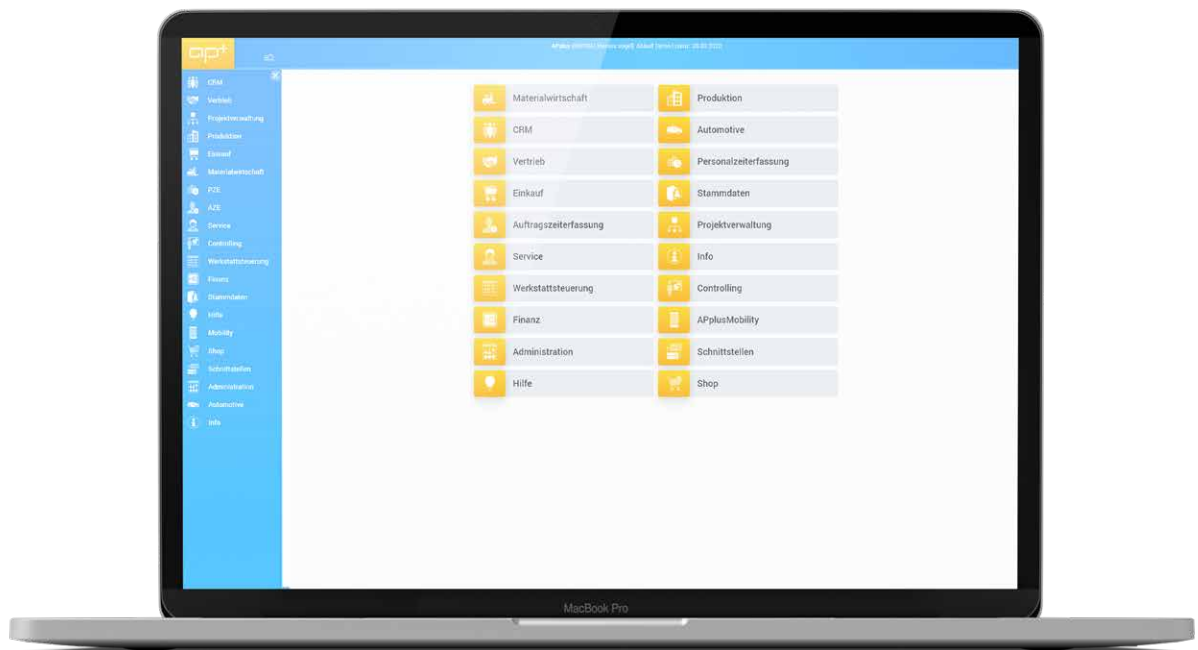 ap+
CRM
Vertrieb
Projektverwaltung
Produktion
Einkauf
Materialwirtschaft
PZE
AZE
Service
Controlling
Werkstattsteuerung
Finanz
Stammdaten
Hilfe
Mobility
Shop
Schnittstellen
Administration
Automotive
Info
Materialwirtschaft
Produktion
CRM
Automotive
Vertrieb
Personalzeiterfassung
Einkauf
Stammdaten
Auftragszeiterfassung
Projektverwaltung
Service
Info
Werkstattsteuerung
Controlling
Finanz
APplusMobility
Administration
Schnittstellen
Hilfe
Shop
MacBook Pro